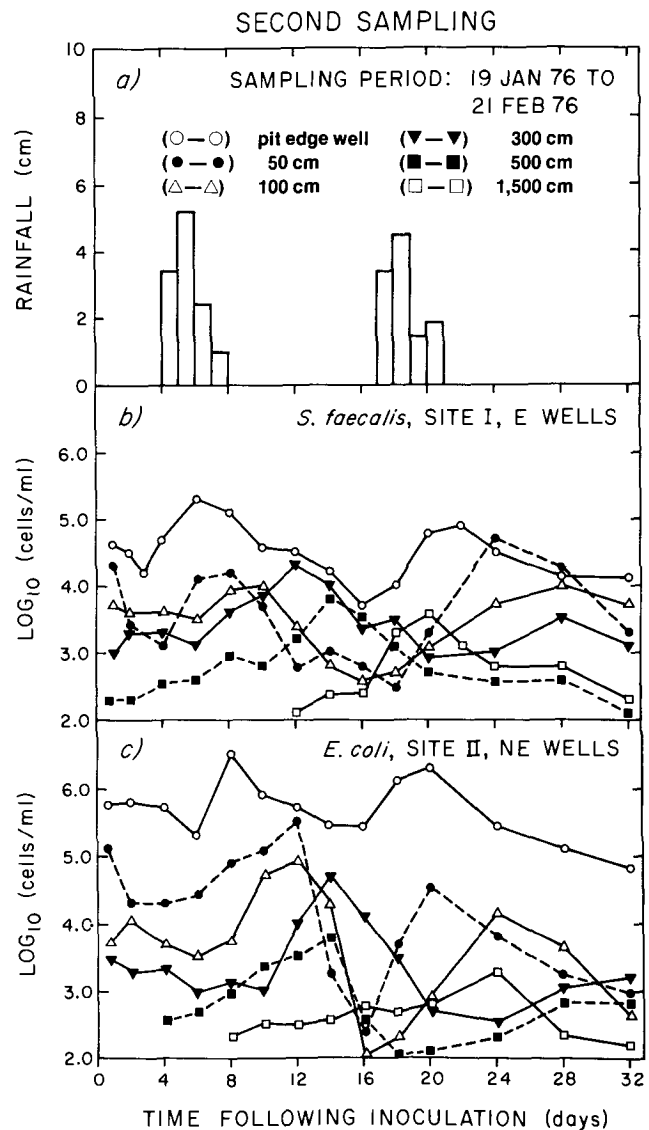 SECOND SAMPLING
a) SAMPLING PERIOD: 19 JAN 76 TO
21 FEB 76
(○—○) pit edge well
(●—●) 50 cm
(△—△) 100 cm
(▼—▼) 300 cm
(■—■) 500 cm
(□—□) 1,500 cm
RAINFALL (cm)
10
8
6
4
2
0
b) S. faecalis, SITE I, E WELLS
LOG10 (cells/ml)
6.0
5.0
4.0
3.0
2.0
c) E. coli, SITE II, NE WELLS
LOG10 (cells/ml)
6.0
5.0
4.0
3.0
2.0
0 4 8 12 16 20 24 28 32
TIME FOLLOWING INOCULATION (days)